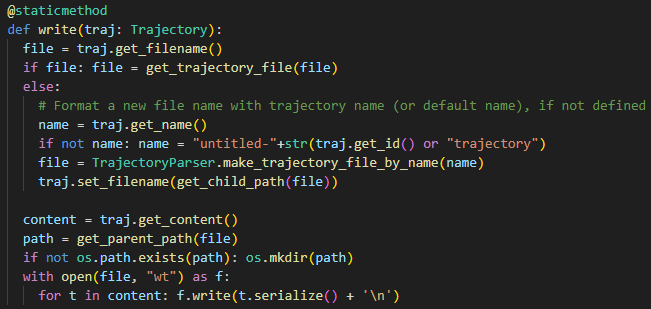 @staticmethod
def write(traj: Trajectory):
  file = traj.get_filename()
  if file: file = get_trajectory_file(file)
  else:
    # Format a new file name with trajectory name (or default name), if not defined
    name = traj.get_name()
    if not name: name = "untitled-"+str(traj.get_id() or "trajectory")
    file = TrajectoryParser.make_trajectory_file_by_name(name)
    traj.set_filename(get_child_path(file))

  content = traj.get_content()
  path = get_parent_path(file)
  if not os.path.exists(path): os.mkdir(path)
  with open(file, "wt") as f:
    for t in content: f.write(t.serialize() + '\n')